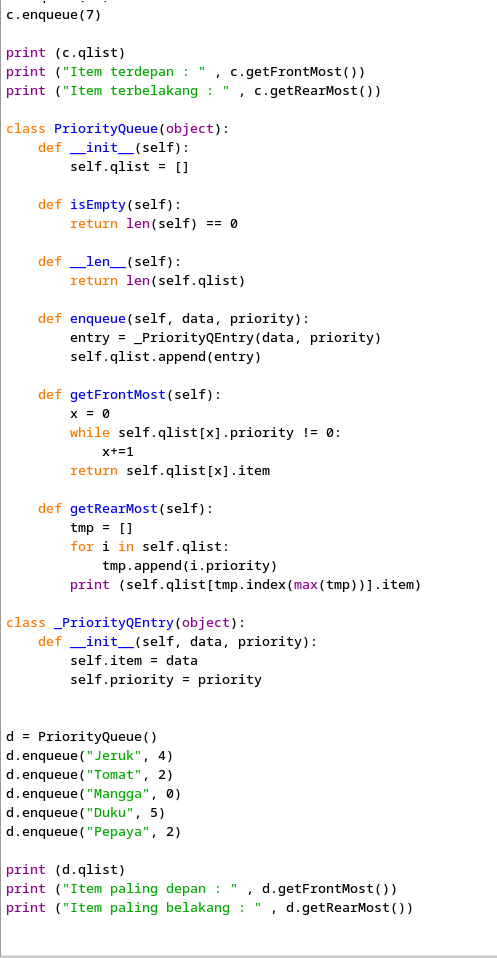 c.enqueue(7)

print (c.qlist)
print ("Item terdepan : " , c.getFrontMost())
print ("Item terbelakang : " , c.getRearMost())

class PriorityQueue(object):
    def __init__(self):
        self.qlist = []

    def isEmpty(self):
        return len(self) == 0

    def __len__(self):
        return len(self.qlist)

    def enqueue(self, data, priority):
        entry = _PriorityQEntry(data, priority)
        self.qlist.append(entry)

    def getFrontMost(self):
        x = 0
        while self.qlist[x].priority != 0:
            x+=1
        return self.qlist[x].item

    def getRearMost(self):
        tmp = []
        for i in self.qlist:
            tmp.append(i.priority)
        print (self.qlist[tmp.index(max(tmp))].item)

class _PriorityQEntry(object):
    def __init__(self, data, priority):
        self.item = data
        self.priority = priority


d = PriorityQueue()
d.enqueue("Jeruk", 4)
d.enqueue("Tomat", 2)
d.enqueue("Mangga", 0)
d.enqueue("Duku", 5)
d.enqueue("Pepaya", 2)

print (d.qlist)
print ("Item paling depan : " , d.getFrontMost())
print ("Item paling belakang : " , d.getRearMost())